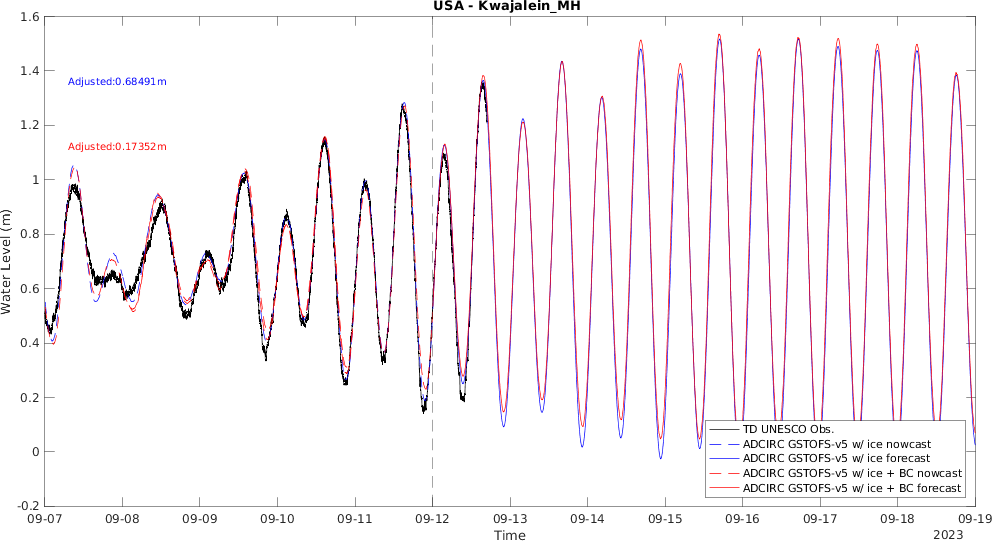 USA - Kwajalein_MH
1.6
1.4
1.2
1
0.8
0.6
0.4
0.2
0
-0.2
Water Level (m)
Adjusted:0.68491m
Adjusted:0.17352m
TD UNESCO Obs.
ADCIRC GSTOFS-v5 w/ ice nowcast
ADCIRC GSTOFS-v5 w/ ice forecast
ADCIRC GSTOFS-v5 w/ ice + BC nowcast
ADCIRC GSTOFS-v5 w/ ice + BC forecast
09-07 09-08 09-09 09-10 09-11 09-12 09-13 09-14 09-15 09-16 09-17 09-18 09-19
Time
2023